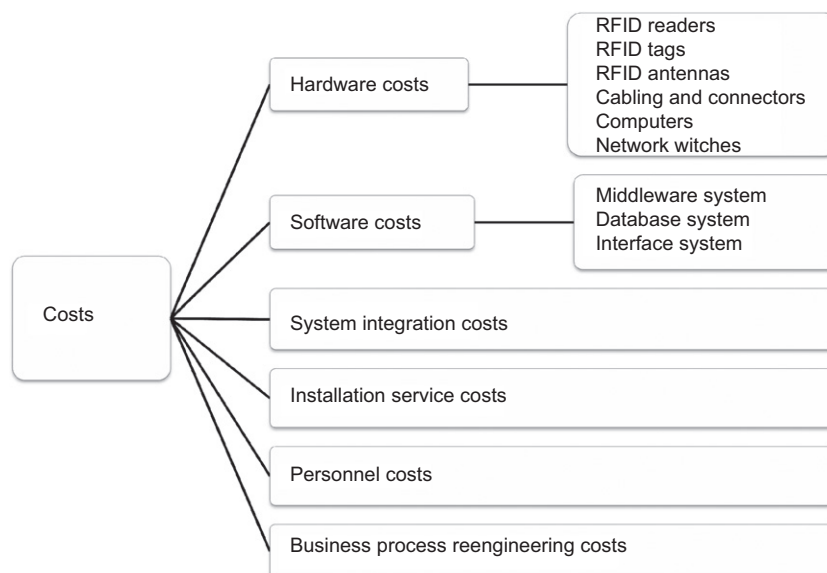 Costs
Hardware costs
RFID readers
RFID tags
RFID antennas
Cabling and connectors
Computers
Network witches
Software costs
Middleware system
Database system
Interface system
System integration costs
Installation service costs
Personnel costs
Business process reengineering costs